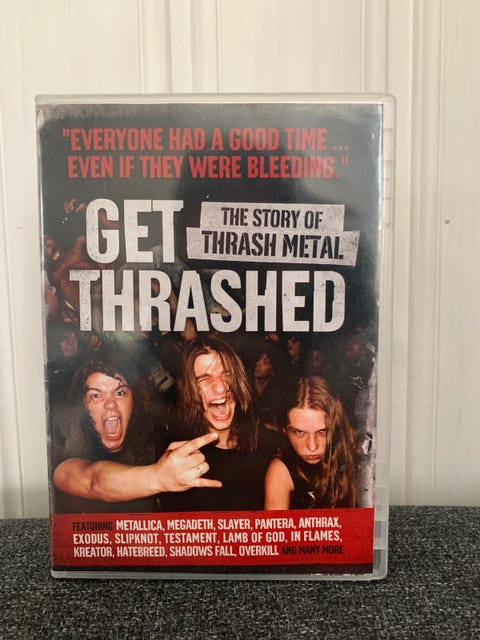 "EVERYONE HAD A GOOD TIME ...
EVEN IF THEY WERE BLEEDING."
GET
THE STORY OF
THRASH METAL
THRASHED
FEATURING METALLICA, MEGADETH, SLAYER, PANTERA, ANTHRAX,
EXODUS, SLIPKNOT, TESTAMENT, LAMB OF GOD, IN FLAMES,
KREATOR, HATEBREED, SHADOWS FALL, OVERKILL AND MANY MORE